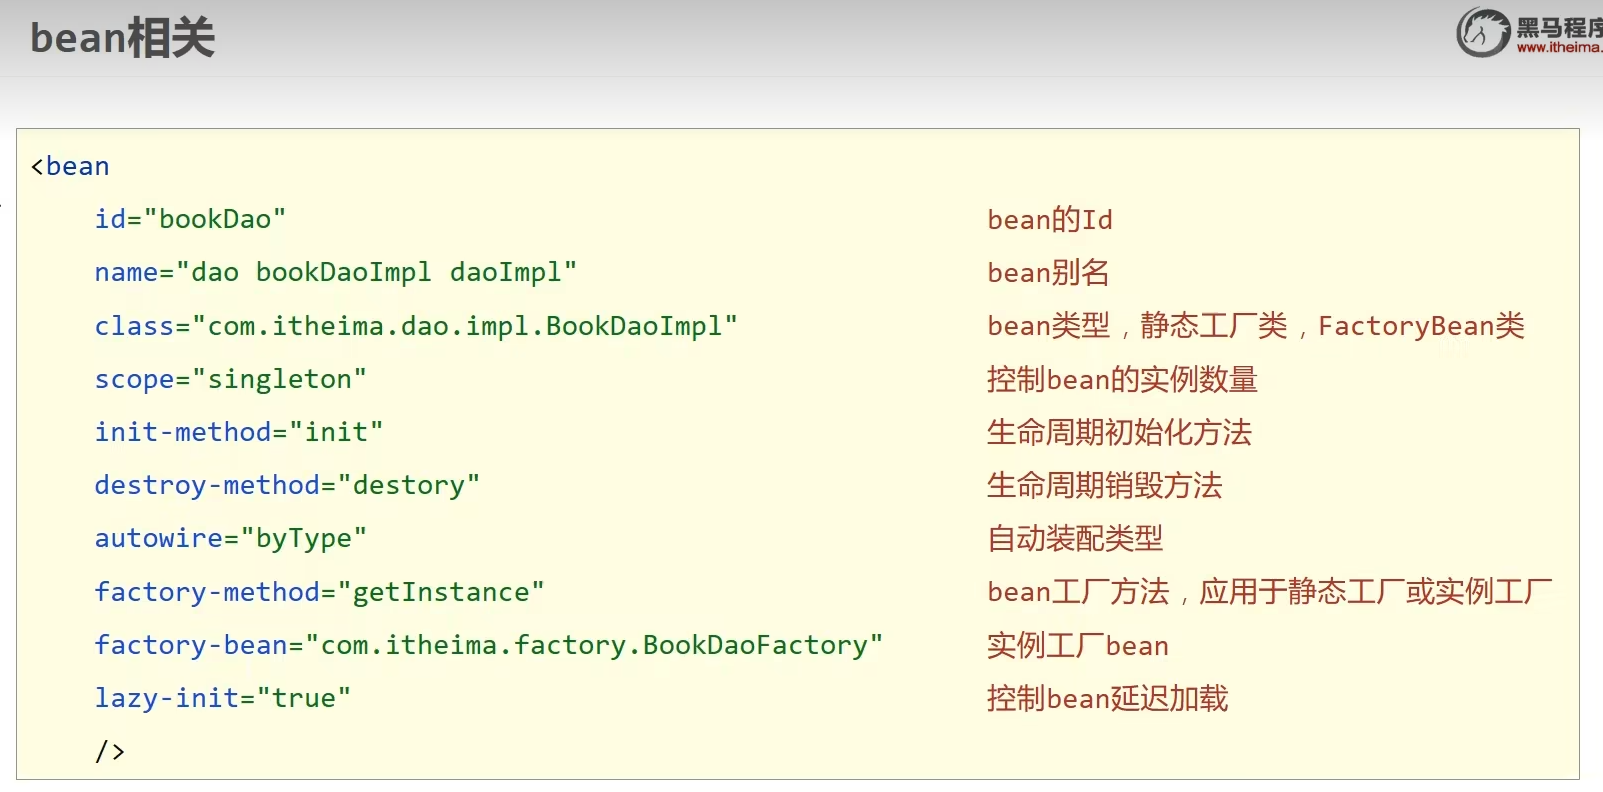 bean相关
黑马程序
www.itheima.
<bean
id="bookDao" bean的Id
name="dao bookDaoImpl daoImpl" bean别名
class="com.itheima.dao.impl.BookDaoImpl" bean类型，静态工厂类，FactoryBean类
scope="singleton" 控制bean的实例数量
init-method="init" 生命周期初始化方法
destroy-method="destory" 生命周期销毁方法
autowire="byType" 自动装配类型
factory-method="getInstance" bean工厂方法，应用于静态工厂或实例工厂
factory-bean="com.itheima.factory.BookDaoFactory" 实例工厂bean
lazy-init="true" 控制bean延迟加载
/>